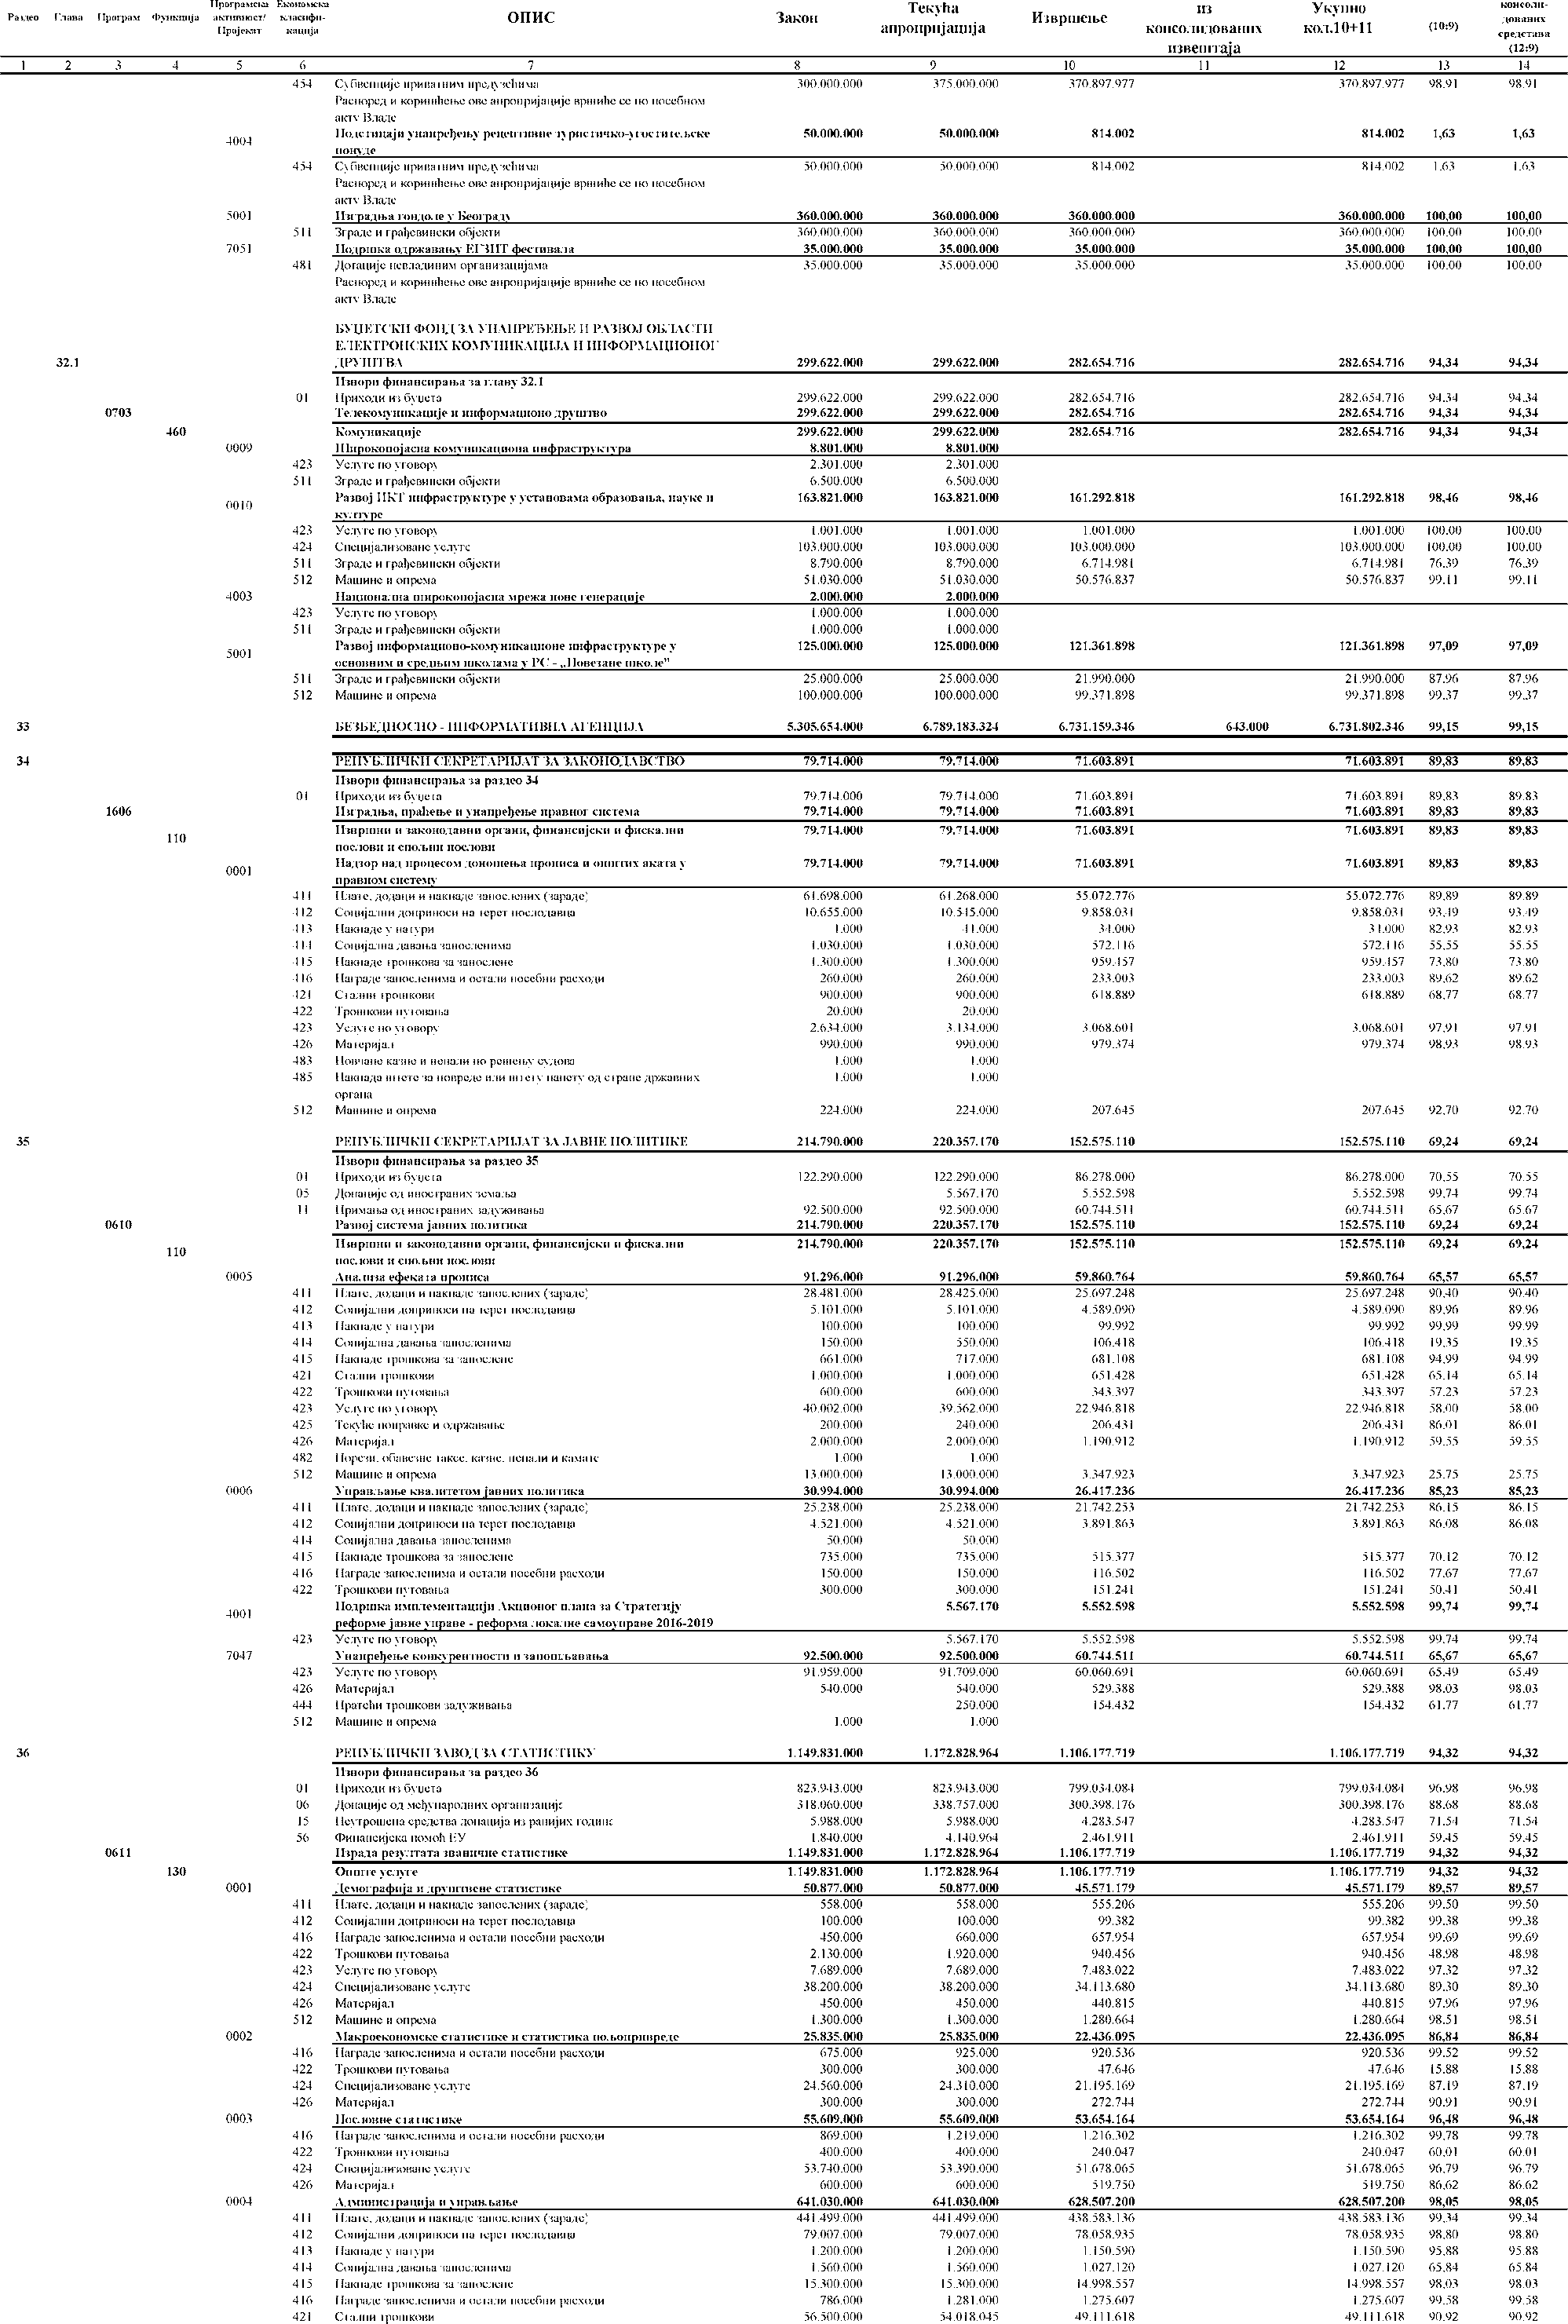 Раздео Глава Програм Функција Програмска активност/ Пројекат Економска класифи- кација ОПИС Закон Текућа апропријација Извршење из консолидованих извештаја Укупно кол.10+11 (10:9) консоли- дованих средстава (12:9)
1 2 3 4 5 6 7 8 9 10 11 12 13 14
454 Субвенције приватним предузећима 300.000.000 375.000.000 370.897.977 370.897.977 98,91 98,91
Распоред и коришћење ове апропријације вршиће се по посебном
акту Владе
4004 Подстицаји унапређењу рецептивне туристичко-угоститељске 50.000.000 50.000.000 814.002 814.002 1,63 1,63
понуде
454 Субвенције приватним предузећима 50.000.000 50.000.000 814.002 814.002 1,63 1,63
Распоред и коришћење ове апропријације вршиће се по посебном
акту Владе
5001 Изградња гондоле у Београду 360.000.000 360.000.000 360.000.000 360.000.000 100,00 100,00
511 Зграде и грађевински објекти 360.000.000 360.000.000 360.000.000 360.000.000 100,00 100,00
7051 Подршка одржавању ЕГЗИТ фестивала 35.000.000 35.000.000 35.000.000 35.000.000 100,00 100,00
481 Дотације невладиним организацијама 35.000.000 35.000.000 35.000.000 35.000.000 100,00 100,00
Распоред и коришћење ове апропријације вршиће се по посебном
акту Владе
БУЏЕТСКИ ФОНД ЗА УНАПРЕЂЕЊЕ И РАЗВОЈ ОБЛАСТИ
ЕЛЕКТРОНСКИХ КОМУНИКАЦИЈА И ИНФОРМАЦИОНОГ
32.1 ДРУШТВА 299.622.000 299.622.000 282.654.716 282.654.716 94,34 94,34
Извори финансирања за главу 32.1
01 Приходи из буџета 299.622.000 299.622.000 282.654.716 282.654.716 94,34 94,34
0703 Телекомуникације и информационо друштво 299.622.000 299.622.000 282.654.716 282.654.716 94,34 94,34
460 Комуникације 299.622.000 299.622.000 282.654.716 282.654.716 94,34 94,34
0009 Широкопојасна комуникациона инфраструктура 8.801.000 8.801.000
423 Услуге по уговору 2.301.000 2.301.000
511 Зграде и грађевински објекти 6.500.000 6.500.000
0010 Развој ИКТ инфраструктуре у установама образовања, науке и 163.821.000 163.821.000 161.292.818 161.292.818 98,46 98,46
културе
423 Услуге по уговору 1.001.000 1.001.000 1.001.000 1.001.000 100,00 100,00
424 Специјализоване услуге 103.000.000 103.000.000 103.000.000 103.000.000 100,00 100,00
511 Зграде и грађевински објекти 8.790.000 8.790.000 6.714.981 6.714.981 76,39 76,39
512 Машине и опрема 51.030.000 51.030.000 50.576.837 50.576.837 99,11 99,11
4003 Национална широкопојасна мрежа нове генерације 2.000.000 2.000.000
423 Услуге по уговору 1.000.000 1.000.000
511 Зграде и грађевински објекти 1.000.000 1.000.000
5001 Развој информационо-комуникационе инфраструктуре у 125.000.000 125.000.000 121.361.898 121.361.898 97,09 97,09
основним и средњим школама у РС - „Повезане школе"
511 Зграде и грађевински објекти 25.000.000 25.000.000 21.990.000 21.990.000 87,96 87,96
512 Машине и опрема 100.000.000 100.000.000 99.371.898 99.371.898 99,37 99,37
33 БЕЗБЕДНОСНО - ИНФОРМАТИВНА АГЕНЦИЈА 5.305.654.000 6.789.183.324 6.731.159.346 643.000 6.731.802.346 99,15 99,15
34 РЕПУБЛИЧКИ СЕКРЕТАРИЈАТ ЗА ЗАКОНОДАВСТВО 79.714.000 79.714.000 71.603.891 71.603.891 89,83 89,83
Извори финансирања за раздео 34
01 Приходи из буџета 79.714.000 79.714.000 71.603.891 71.603.891 89,83 89,83
1606 Изградња, праћење и унапређење правног система 79.714.000 79.714.000 71.603.891 71.603.891 89,83 89,83
110 Извршни и законодавни органи, финансијски и фискални 79.714.000 79.714.000 71.603.891 71.603.891 89,83 89,83
послови и спољни послови
0001 Надзор над процесом доношења прописа и општих аката у 79.714.000 79.714.000 71.603.891 71.603.891 89,83 89,83
правном систему
411 Плате, додаци и накнаде запослених (зараде) 61.698.000 61.268.000 55.072.776 55.072.776 89,89 89,89
412 Социјални доприноси на терет послодавца 10.655.000 10.545.000 9.858.031 9.858.031 93,49 93,49
413 Накнаде у натури 1.000 41.000 34.000 34.000 82,93 82,93
414 Социјална давања запосленима 1.030.000 1.030.000 572.116 572.116 55,55 55,55
415 Накнаде трошкова за запослене 1.300.000 1.300.000 959.457 959.457 73,80 73,80
416 Награде запосленима и остали посебни расходи 260.000 260.000 233.003 233.003 89,62 89,62
421 Стални трошкови 900.000 900.000 618.889 618.889 68,77 68,77
422 Трошкови путовања 20.000 20.000
423 Услуге по уговору 2.634.000 3.134.000 3.068.601 3.068.601 97,91 97,91
426 Материјал 990.000 990.000 979.374 979.374 98,93 98,93
483 Новчане казне и пенали по решењу судова 1.000 1.000
485 Накнада штете за повреде или штету нанету од стране државних 1.000 1.000
органа
512 Машине и опрема 224.000 224.000 207.645 207.645 92,70 92,70
35 РЕПУБЛИЧКИ СЕКРЕТАРИЈАТ ЗА ЈАВНЕ ПОЛИТИКЕ 214.790.000 220.357.170 152.575.110 152.575.110 69,24 69,24
Извори финансирања за раздео 35
01 Приходи из буџета 122.290.000 122.290.000 86.278.000 86.278.000 70,55 70,55
05 Донације од иностраних земаља 5.567.170 5.552.598 5.552.598 99,74 99,74
11 Примања од иностраних задуживања 92.500.000 92.500.000 60.744.511 60.744.511 65,67 65,67
0610 Развој система јавних политика 214.790.000 220.357.170 152.575.110 152.575.110 69,24 69,24
110 Извршни и законодавни органи, финансијски и фискални 214.790.000 220.357.170 152.575.110 152.575.110 69,24 69,24
послови и спољни послови
0005 Анализа ефеката прописа 91.296.000 91.296.000 59.860.764 59.860.764 65,57 65,57
411 Плате, додаци и накнаде запослених (зараде) 28.481.000 28.425.000 25.697.248 25.697.248 90,40 90,40
412 Социјални доприноси на терет послодавца 5.101.000 5.101.000 4.589.090 4.589.090 89,96 89,96
413 Накнаде у натури 100.000 100.000 99.992 99.992 99,99 99,99
414 Социјална давања запосленима 150.000 550.000 106.418 106.418 19,35 19,35
415 Накнаде трошкова за запослене 661.000 717.000 681.108 681.108 94,99 94,99
421 Стални трошкови 1.000.000 1.000.000 651.428 651.428 65,14 65,14
422 Трошкови путовања 600.000 600.000 343.397 343.397 57,23 57,23
423 Услуге по уговору 40.002.000 39.562.000 22.946.818 22.946.818 58,00 58,00
425 Текуће поправке и одржавање 200.000 240.000 206.431 206.431 86,01 86,01
426 Материјал 2.000.000 2.000.000 1.190.912 1.190.912 59,55 59,55
482 Порези, обавезне таксе, казне, пенали и камате 1.000 1.000
512 Машине и опрема 13.000.000 13.000.000 3.347.923 3.347.923 25,75 25,75
0006 Управљање квалитетом јавних политика 30.994.000 30.994.000 26.417.236 26.417.236 85,23 85,23
411 Плате, додаци и накнаде запослених (зараде) 25.238.000 25.238.000 21.742.253 21.742.253 86,15 86,15
412 Социјални доприноси на терет послодавца 4.521.000 4.521.000 3.891.863 3.891.863 86,08 86,08
414 Социјална давања запосленима 50.000 50.000
415 Накнаде трошкова за запослене 735.000 735.000 515.377 515.377 70,12 70,12
416 Награде запосленима и остали посебни расходи 150.000 150.000 116.502 116.502 77,67 77,67
422 Трошкови путовања 300.000 300.000 151.241 151.241 50,41 50,41
4001 Подршка имплементацији Акционог плана за Стратегију 5.567.170 5.552.598 5.552.598 99,74 99,74
реформе јавне управе - реформа локалне самоуправе 2016-2019
423 Услуге по уговору 5.567.170 5.552.598 5.552.598 99,74 99,74
7047 Унапређење конкурентности и запошљавања 92.500.000 92.500.000 60.744.511 60.744.511 65,67 65,67
423 Услуге по уговору 91.959.000 91.709.000 60.060.691 60.060.691 65,49 65,49
426 Материјал 540.000 540.000 529.388 529.388 98,03 98,03
444 Пратећи трошкови задуживања 250.000 154.432 154.432 61,77 61,77
512 Машине и опрема 1.000 1.000
36 РЕПУБЛИЧКИ ЗАВОД ЗА СТАТИСТИКУ 1.149.831.000 1.172.828.964 1.106.177.719 1.106.177.719 94,32 94,32
Извори финансирања за раздео 36
01 Приходи из буџета 823.943.000 823.943.000 799.034.084 799.034.084 96,98 96,98
06 Донације од међународних организација 318.060.000 338.757.000 300.398.176 300.398.176 88,68 88,68
15 Неутрошена средства донација из ранијих година 5.988.000 5.988.000 4.283.547 4.283.547 71,54 71,54
56 Финансијска помоћ ЕУ 1.840.000 4.140.964 2.461.911 2.461.911 59,45 59,45
0611 Израда резултата званичне статистике 1.149.831.000 1.172.828.964 1.106.177.719 1.106.177.719 94,32 94,32
130 Опште услуге 1.149.831.000 1.172.828.964 1.106.177.719 1.106.177.719 94,32 94,32
0001 Демографија и друштвене статистике 50.877.000 50.877.000 45.571.179 45.571.179 89,57 89,57
411 Плате, додаци и накнаде запослених (зараде) 558.000 558.000 555.206 555.206 99,50 99,50
412 Социјални доприноси на терет послодавца 100.000 100.000 99.382 99.382 99,38 99,38
416 Награде запосленима и остали посебни расходи 450.000 660.000 657.954 657.954 99,69 99,69
422 Трошкови путовања 2.130.000 1.920.000 940.456 940.456 48,98 48,98
423 Услуге по уговору 7.689.000 7.689.000 7.483.022 7.483.022 97,32 97,32
424 Специјализоване услуге 38.200.000 38.200.000 34.113.680 34.113.680 89,30 89,30
426 Материјал 450.000 450.000 440.815 440.815 97,96 97,96
512 Машине и опрема 1.300.000 1.300.000 1.280.664 1.280.664 98,51 98,51
0002 Макроекономске статистике и статистика пољопривреде 25.835.000 25.835.000 22.436.095 22.436.095 86,84 86,84
416 Награде запосленима и остали посебни расходи 675.000 925.000 920.536 920.536 99,52 99,52
422 Трошкови путовања 300.000 300.000 47.646 47.646 15,88 15,88
424 Специјализоване услуге 24.560.000 24.310.000 21.195.169 21.195.169 87,19 87,19
426 Материјал 300.000 300.000 272.744 272.744 90,91 90,91
0003 Пословне статистике 55.609.000 55.609.000 53.654.164 53.654.164 96,48 96,48
416 Награде запосленима и остали посебни расходи 869.000 1.219.000 1.216.302 1.216.302 99,78 99,78
422 Трошкови путовања 400.000 400.000 240.047 240.047 60,01 60,01
424 Специјализоване услуге 53.740.000 53.390.000 51.678.065 51.678.065 96,79 96,79
426 Материјал 600.000 600.000 519.750 519.750 86,62 86,62
0004 Администрација и управљање 641.030.000 641.030.000 628.507.200 628.507.200 98,05 98,05
411 Плате, додаци и накнаде запослених (зараде) 441.499.000 441.499.000 438.583.136 438.583.136 99,34 99,34
412 Социјални доприноси на терет послодавца 79.007.000 79.007.000 78.058.935 78.058.935 98,80 98,80
413 Накнаде у натури 1.200.000 1.200.000 1.150.590 1.150.590 95,88 95,88
414 Социјална давања запосленима 1.560.000 1.560.000 1.027.120 1.027.120 65,84 65,84
415 Накнаде трошкова за запослене 15.300.000 15.300.000 14.998.557 14.998.557 98,03 98,03
416 Награде запосленима и остали посебни расходи 786.000 1.281.000 1.275.607 1.275.607 99,58 99,58
421 Стални трошкови 56.500.000 54.018.045 49.111.618 49.111.618 90,92 90,92